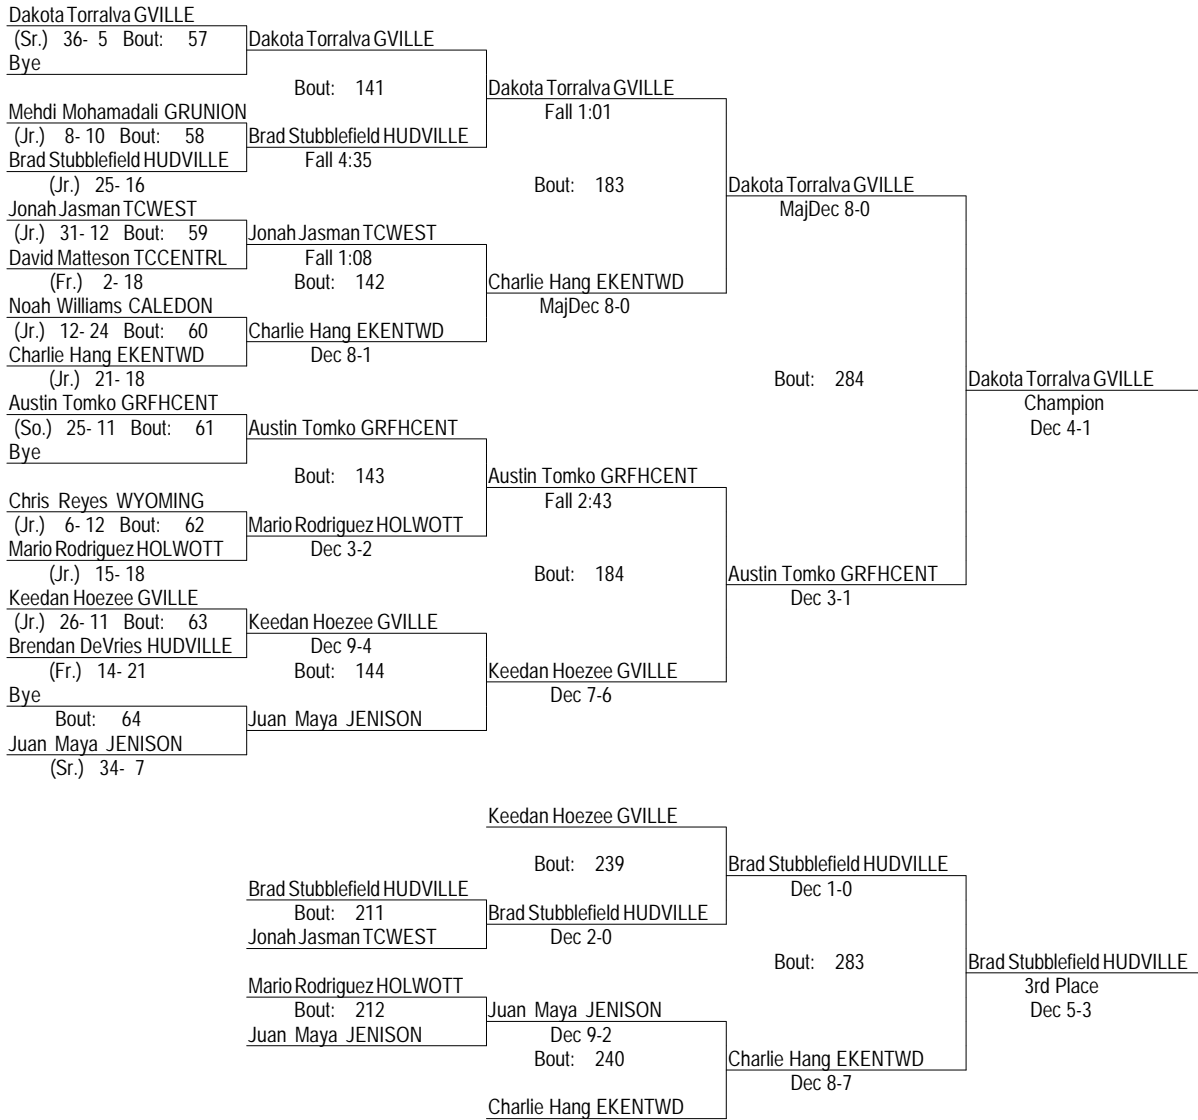 Dakota Torralva GVILLE
(Sr.) 36- 5 Bout: 57
Bye
Dakota Torralva GVILLE
Bout: 141
Mehdi Mohamadali GRUNION
(Jr.) 8- 10 Bout: 58
Brad Stubblefield HUDVILLE
(Jr.) 25- 16
Brad Stubblefield HUDVILLE
Fall 4:35
Dakota Torralva GVILLE
Fall 1:01
Bout: 183
Jonah Jasman TCWEST
(Jr.) 31- 12 Bout: 59
David Matteson TCCENTRL
(Fr.) 2- 18
Jonah Jasman TCWEST
Fall 1:08
Bout: 142
Noah Williams CALEDON
(Jr.) 12- 24 Bout: 60
Charlie Hang EKENTWD
(Jr.) 21- 18
Charlie Hang EKENTWD
Dec 8-1
Charlie Hang EKENTWD
MajDec 8-0
Dakota Torralva GVILLE
MajDec 8-0
Bout: 284
Dakota Torralva GVILLE
Champion
Dec 4-1
Austin Tomko GRFHCENT
(So.) 25- 11 Bout: 61
Bye
Austin Tomko GRFHCENT
Bout: 143
Chris Reyes WYOMING
(Jr.) 6- 12 Bout: 62
Mario Rodriguez HOLWOTT
(Jr.) 15- 18
Mario Rodriguez HOLWOTT
Dec 3-2
Austin Tomko GRFHCENT
Fall 2:43
Bout: 184
Keedan Hoezee GVILLE
(Jr.) 26- 11 Bout: 63
Brendan DeVries HUDVILLE
(Fr.) 14- 21
Keedan Hoezee GVILLE
Dec 9-4
Bout: 144
Bye
Bout: 64
Juan Maya JENISON
(Sr.) 34- 7
Juan Maya JENISON
Keedan Hoezee GVILLE
Dec 7-6
Austin Tomko GRFHCENT
Dec 3-1
Keedan Hoezee GVILLE
Bout: 239
Brad Stubblefield HUDVILLE
Bout: 211
Jonah Jasman TCWEST
Brad Stubblefield HUDVILLE
Dec 2-0
Brad Stubblefield HUDVILLE
Dec 1-0
Bout: 283
Mario Rodriguez HOLWOTT
Bout: 212
Juan Maya JENISON
Juan Maya JENISON
Dec 9-2
Bout: 240
Charlie Hang EKENTWD
Charlie Hang EKENTWD
Dec 8-7
Brad Stubblefield HUDVILLE
3rd Place
Dec 5-3